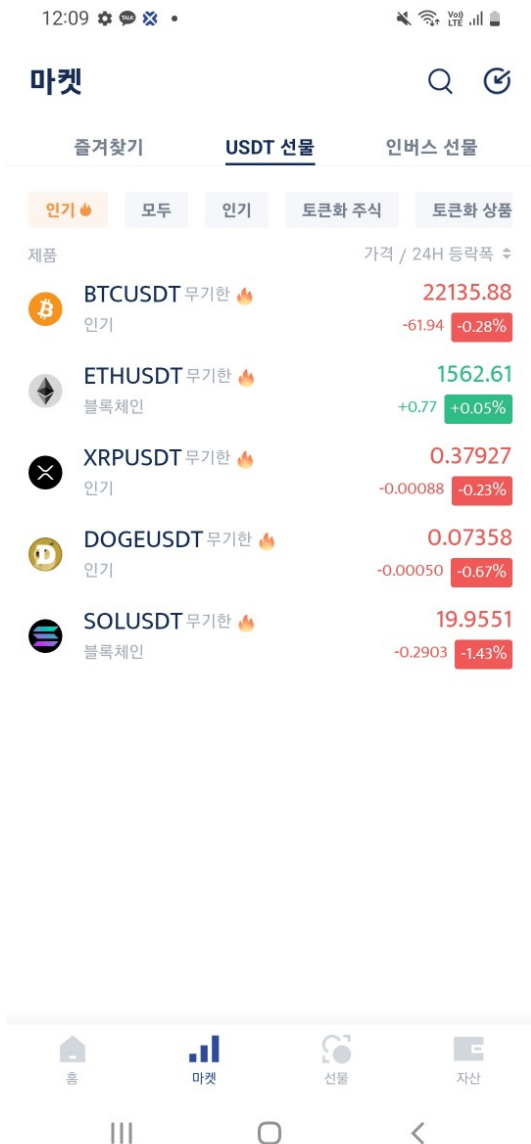 12:09
마켓
즐겨찾기 USDT 선물 인버스 선물
인기 모두 인기 토큰화 주식 토큰화 상품
제품 가격 / 24H 등락폭
BTCUSDT 무기한 22135.88
인기 -61.94 -0.28%
ETHUSDT 무기한 1562.61
블록체인 +0.77 +0.05%
XRPUSDT 무기한 0.37927
인기 -0.00088 -0.23%
DOGEUSDT 무기한 0.07358
인기 -0.00050 -0.67%
SOLUSDT 무기한 19.9551
블록체인 -0.2903 -1.43%
홈 마켓 선물 자산